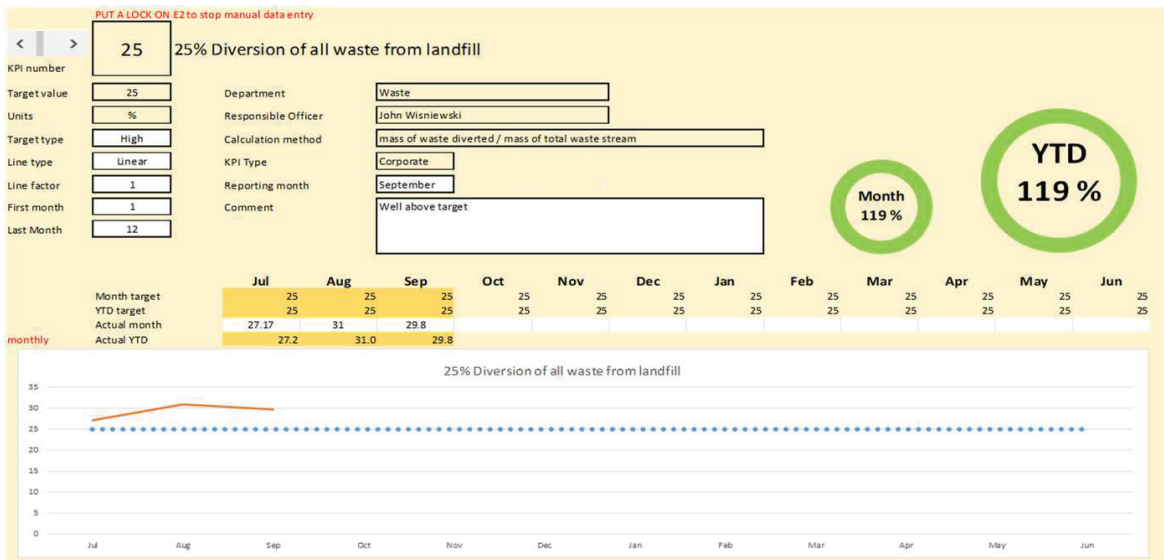 PUT A LOCK ON E2 to stop manual data entry
< >
25
25% Diversion of all waste from landfill
KPI number
Target value 25 Department Waste
Units % Responsible Officer John Wisniewski
Target type High Calculation method mass of waste diverted / mass of total waste stream
Line type Linear KPI Type Corporate
Line factor 1 Reporting month September
First month 1 Comment Well above target
Last Month 12
Month
119 %
YTD
119 %
Jul Aug Sep Oct Nov Dec Jan Feb Mar Apr May Jun
Month target 25 25 25 25 25 25 25 25 25 25 25 25
YTD target 25 25 25 25 25 25 25 25 25 25 25 25
Actual month 27.17 31 29.8
monthly Actual YTD 27.2 31.0 29.8
25% Diversion of all waste from landfill
35
30
25
20
15
10
5
0
Jul Aug Sep Oct Nov Dec Jan Feb Mar Apr May Jun